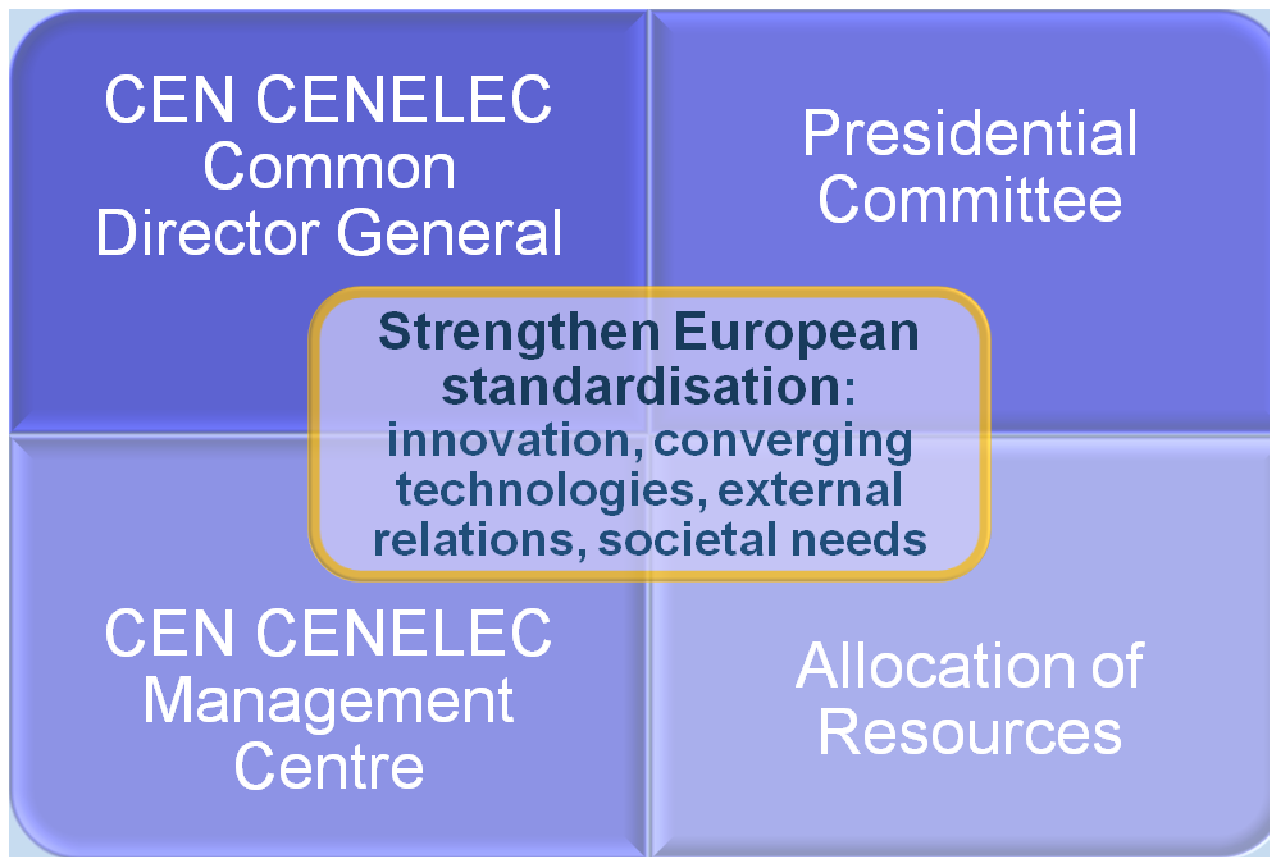 CEN CENELEC
Common
Director General
Presidential
Committee
Strengthen European
standardisation:
innovation, converging
technologies, external
relations, societal needs
CEN CENELEC
Management
Centre
Allocation of
Resources